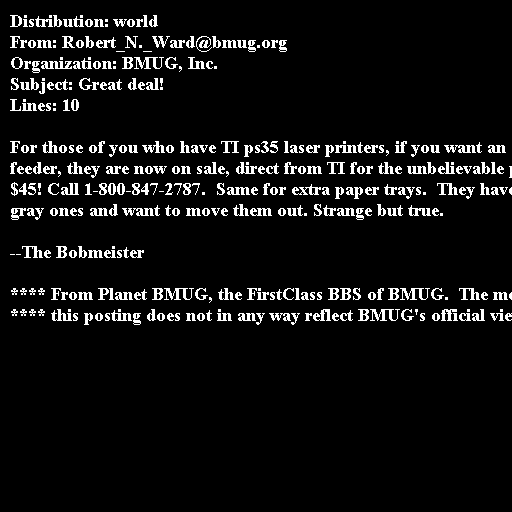 Distribution: world
From: Robert_N._Ward@bmug.org
Organization: BMUG, Inc.
Subject: Great deal!
Lines: 10

For those of you who have TI ps35 laser printers, if you want an
feeder, they are now on sale, direct from TI for the unbelievable
$45! Call 1-800-847-2787.  Same for extra paper trays.  They have
gray ones and want to move them out. Strange but true.

--The Bobmeister

**** From Planet BMUG, the FirstClass BBS of BMUG.  The
**** this posting does not in any way reflect BMUG's official